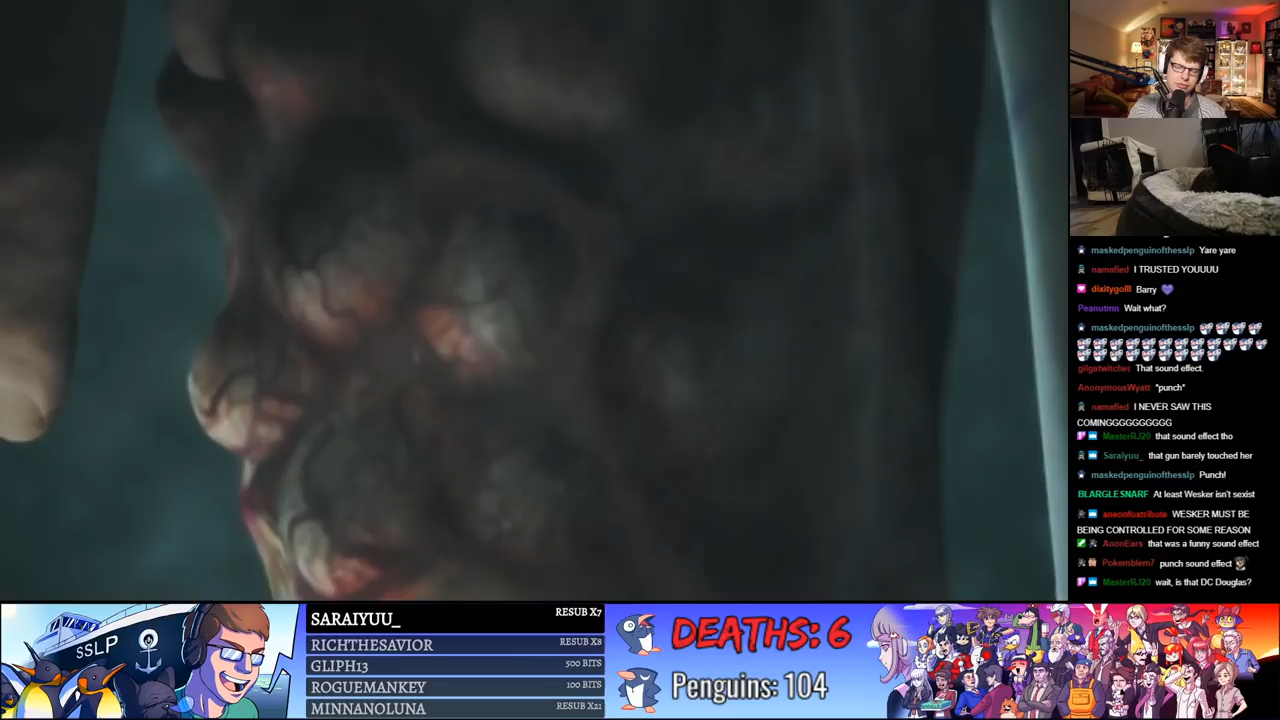 maskedpenguinofthesslp Yare yare
namafied I TRUSTED YOUUUU
dixitygolll Barry
Peanutmn Wait what?
maskedpenguinofthesslp
gilgatwitcher That sound effect.
AnonymousWyatt *punch*
namafied I NEVER SAW THIS
COMINGGGGGGGGGG
MasterRJ20 that sound effect tho
Saraiyuu_ that gun barely touched her
maskedpenguinofthesslp Punch!
BLARGLESNARF At least Wesker isn't sexist
aneonfoxtribute WESKER MUST BE
BEING CONTROLLED FOR SOME REASON
AnonEars that was a funny sound effect
Pokemblem7 punch sound effect
MasterRJ20 wait, is that DC Douglas?
SSLP
SARAIYUU_ RESUB X7
RICHTHESAVIOR RESUB X8
GLIPH13 500 BITS
ROGUEMANKEY 100 BITS
MINNANOLUNA RESUB X21
DEATHS: 6
Penguins: 104